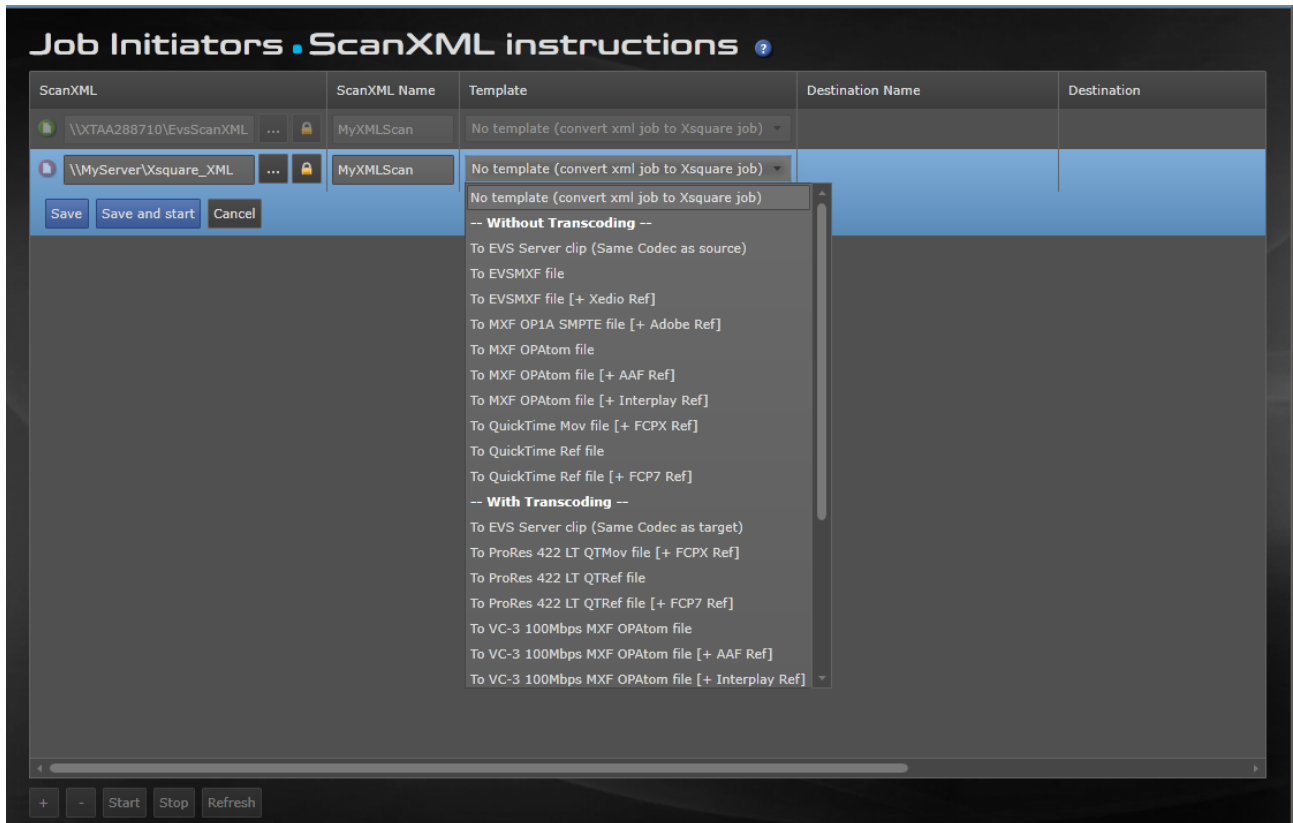 Job Initiators.ScanXML instructions ?
ScanXML ScanXML Name Template Destination Name Destination
\\XTAA288710\EvsScanXML ... MyXMLScan No template (convert xml job to Xsquare job)
\\MyServer\Xsquare_XML ... MyXMLScan No template (convert xml job to Xsquare job)
Save Save and start Cancel
No template (convert xml job to Xsquare job)
-- Without Transcoding --
To EVS Server clip (Same Codec as source)
To EVSMXF file
To EVSMXF file [+ Xedio Ref]
To MXF OP1A SMPTE file [+ Adobe Ref]
To MXF OPAtom file
To MXF OPAtom file [+ AAF Ref]
To MXF OPAtom file [+ Interplay Ref]
To QuickTime Mov file [+ FCPX Ref]
To QuickTime Ref file
To QuickTime Ref file [+ FCP7 Ref]
-- With Transcoding --
To EVS Server clip (Same Codec as target)
To ProRes 422 LT QTMov file [+ FCPX Ref]
To ProRes 422 LT QTRef file
To ProRes 422 LT QTRef file [+ FCP7 Ref]
To VC-3 100Mbps MXF OPAtom file
To VC-3 100Mbps MXF OPAtom file [+ AAF Ref]
To VC-3 100Mbps MXF OPAtom file [+ Interplay Ref]
+ - Start Stop Refresh